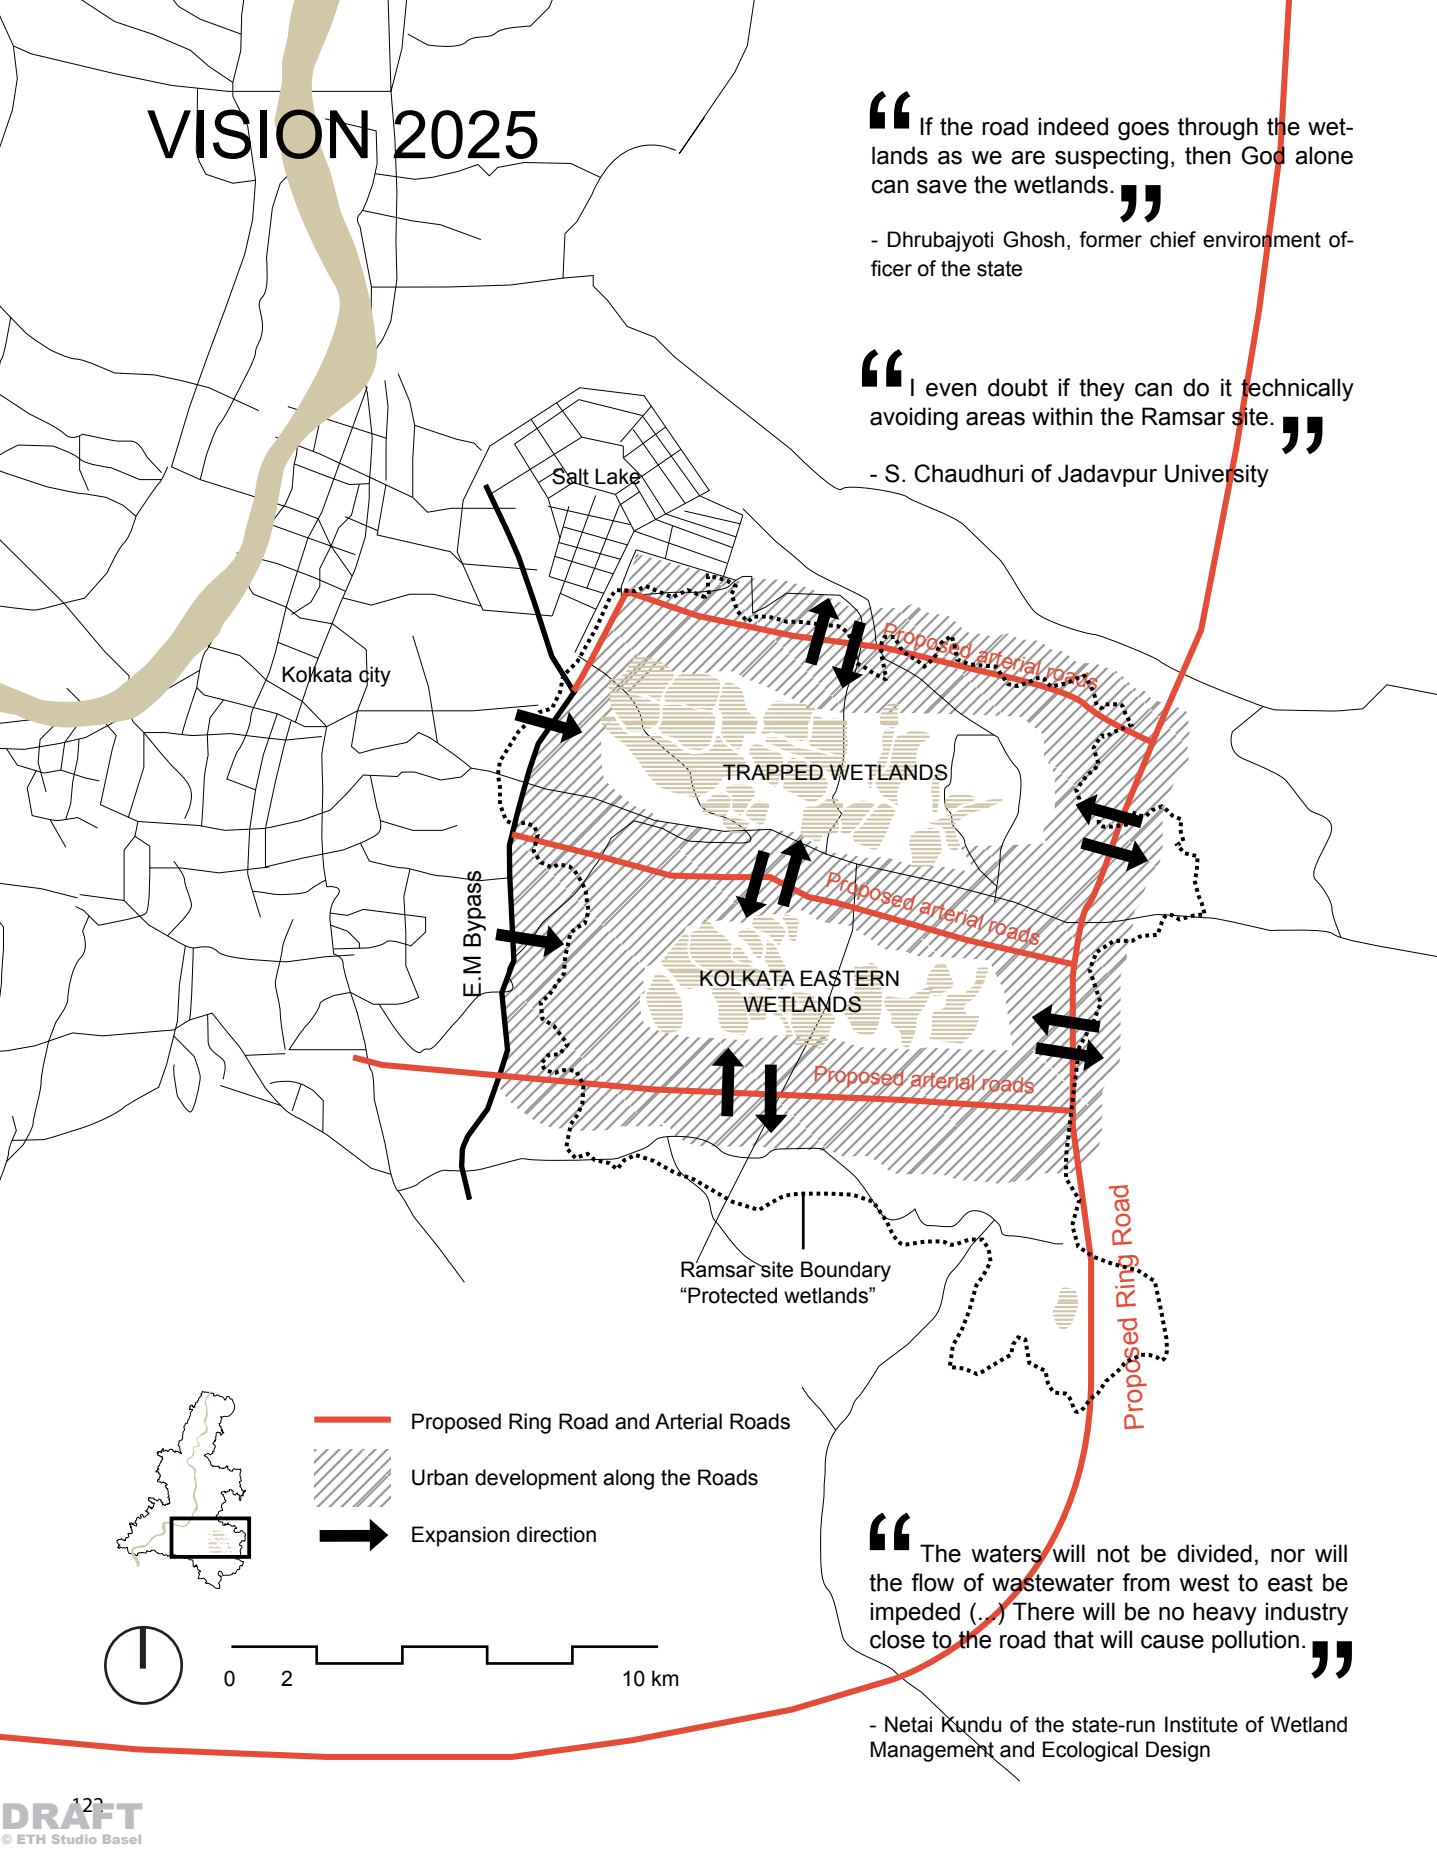 VISION 2025
“ If the road indeed goes through the wet-
lands as we are suspecting, then God alone
can save the wetlands. ”
- Dhrubajyoti Ghosh, former chief environment of-
ficer of the state
“ I even doubt if they can do it technically
avoiding areas within the Ramsar site. ”
- S. Chaudhuri of Jadavpur University
Salt Lake
Proposed arterial roads
Kolkata city
TRAPPED WETLANDS
E.M Bypass
Proposed arterial roads
KOLKATA EASTERN
WETLANDS
Proposed arterial roads
Proposed Ring Road
Ramsar site Boundary
“Protected wetlands”
Proposed Ring Road and Arterial Roads
Urban development along the Roads
Expansion direction
0 2 10 km
“ The waters will not be divided, nor will
the flow of wastewater from west to east be
impeded (...) There will be no heavy industry
close to the road that will cause pollution. ”
- Netai Kundu of the state-run Institute of Wetland
Management and Ecological Design
122
DRAFT
© ETH Studio Basel